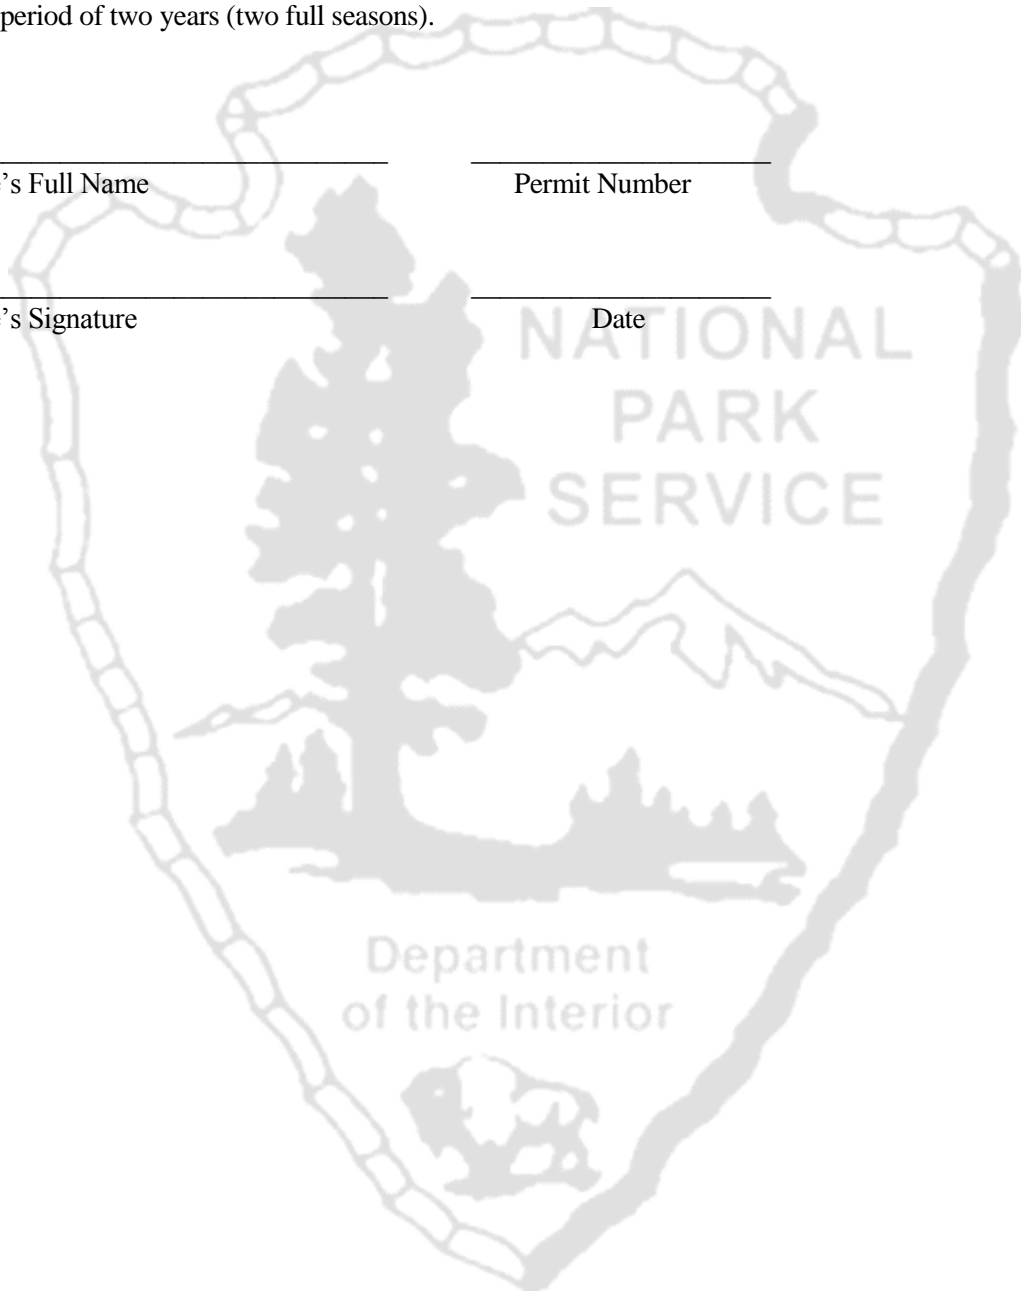 period of two years (two full seasons).
’s Full Name Permit Number
’s Signature Date
NATIONAL
PARK
SERVICE
Department
of the Interior